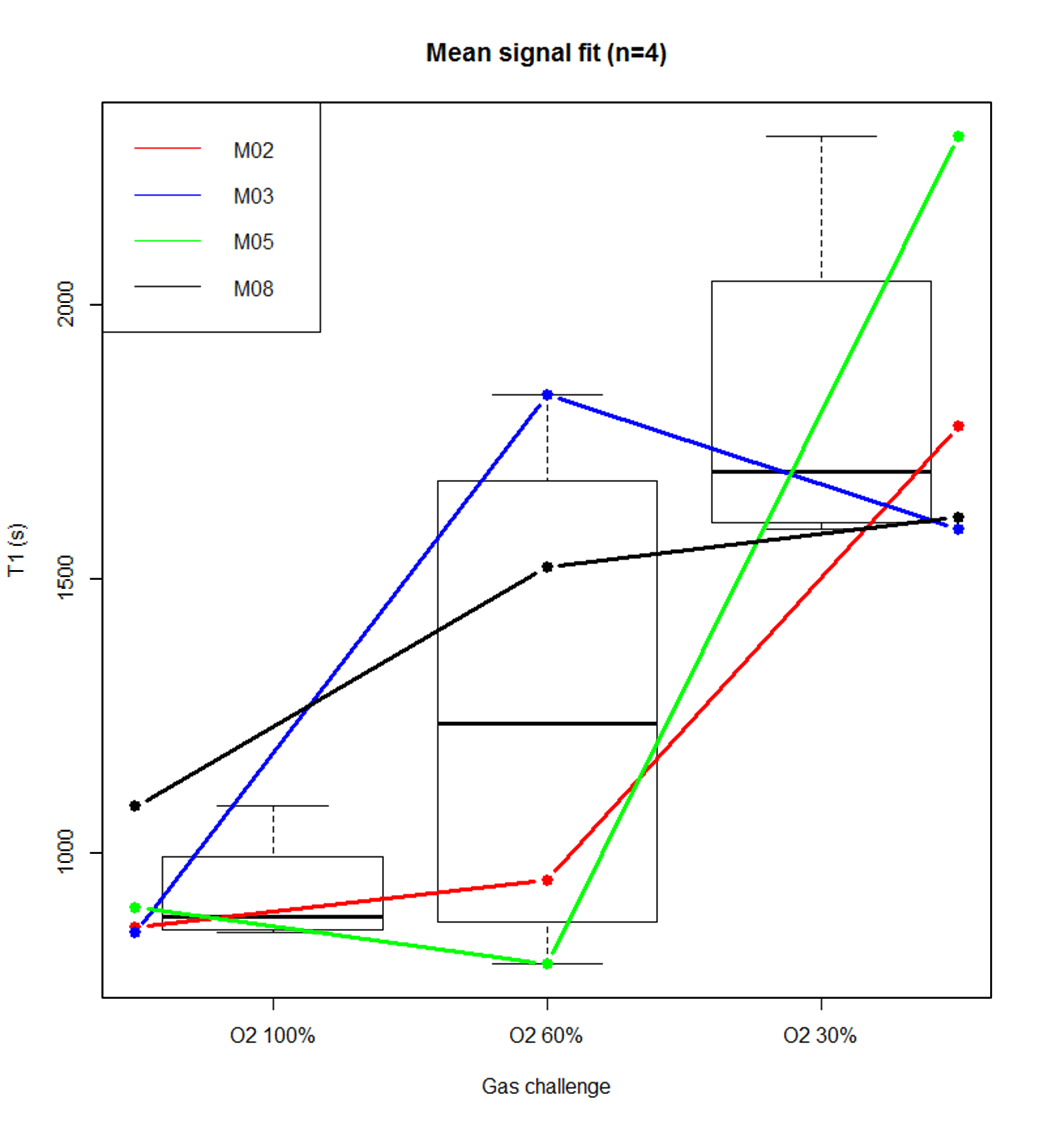 Mean signal fit (n=4)
M02
M03
M05
M08
T1 (s)
2000
1500
1000
O2 100%
O2 60%
O2 30%
Gas challenge